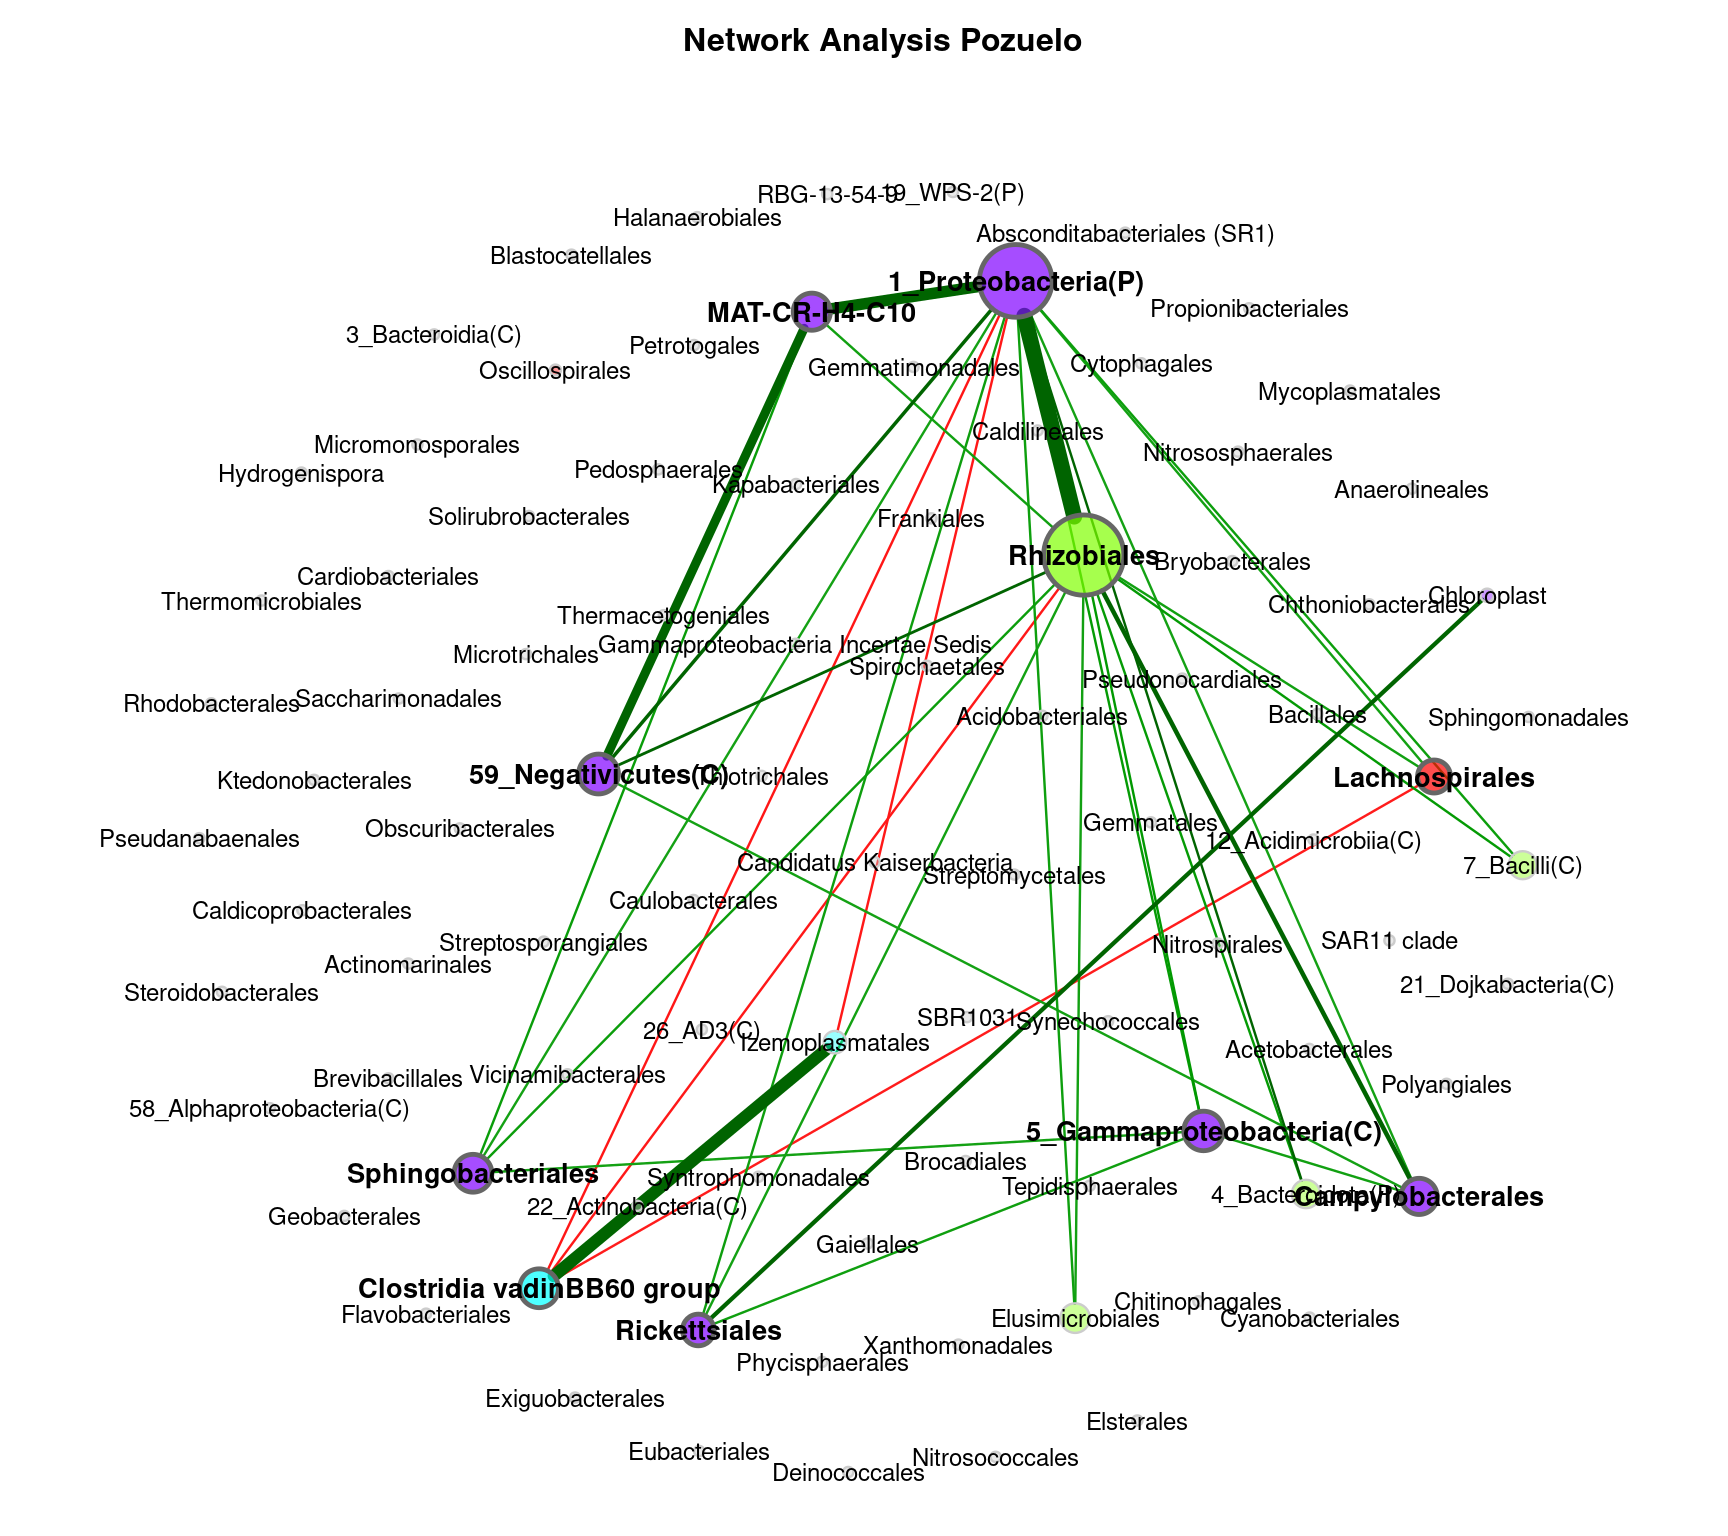 Network Analysis Pozuelo
RBG-13-54-9
19_WPS-2(P)
Halanaerobiales
Absconditabacteriales (SR1)
Blastocatellales
1_Proteobacteria(P)
MAT-CR-H4-C10
Propionibacteriales
3_Bacteroidia(C)
Petrotogales
Oscillospirales
Gemmatimonadales
Cytophagales
Mycoplasmatales
Caldilineales
Micromonosporales
Nitrososphaerales
Hydrogenispora
Pedosphaerales
Kapabacteriales
Anaerolineales
Solirubrobacterales
Frankiales
Rhizobiales
Bryobacterales
Cardiobacteriales
Thermomicrobiales
Chthoniobacterales
Chloroplast
Thermacetogeniales
Gammaproteobacteria Incertae Sedis
Microtrichales
Spirochaetales
Pseudonocardiales
Rhodobacterales
Saccharimonadales
Acidobacteriales
Bacillales
Sphingomonadales
59_Negativicutes(C)
Thiotrichales
Lachnospirales
Ktedonobacterales
Obscuribacterales
Pseudanabaenales
Gemmatales
12_Acidimicrobiia(C)
Candidatus Kaiserbacteria
7_Bacilli(C)
Streptomycetales
Caulobacterales
Caldicoprobacterales
Streptosporangiales
Nitrospirales
SAR11 clade
Actinomarinales
Steroidobacterales
21_Dojkabacteria(C)
SBR1031
Synechococcales
26_AD3(C)
Izemoplasmatales
Acetobacterales
Vicinamibacterales
Brevibacillales
Polyangiales
58_Alphaproteobacteria(C)
5_Gammaproteobacteria(C)
Brocadiales
Sphingobacteriales
Syntrophomonadales
Tepidisphaerales
4_Bacteroidota(P)
Campylobacterales
22_Actinobacteria(C)
Geobacterales
Gaiellales
Clostridia vadinBB60 group
Chitinophagales
Flavobacteriales
Elusimicrobiales
Cyanobacteriales
Rickettsiales
Xanthomonadales
Phycisphaerales
Exiguobacterales
Elsterales
Eubacteriales
Nitrosococcales
Deinococcales